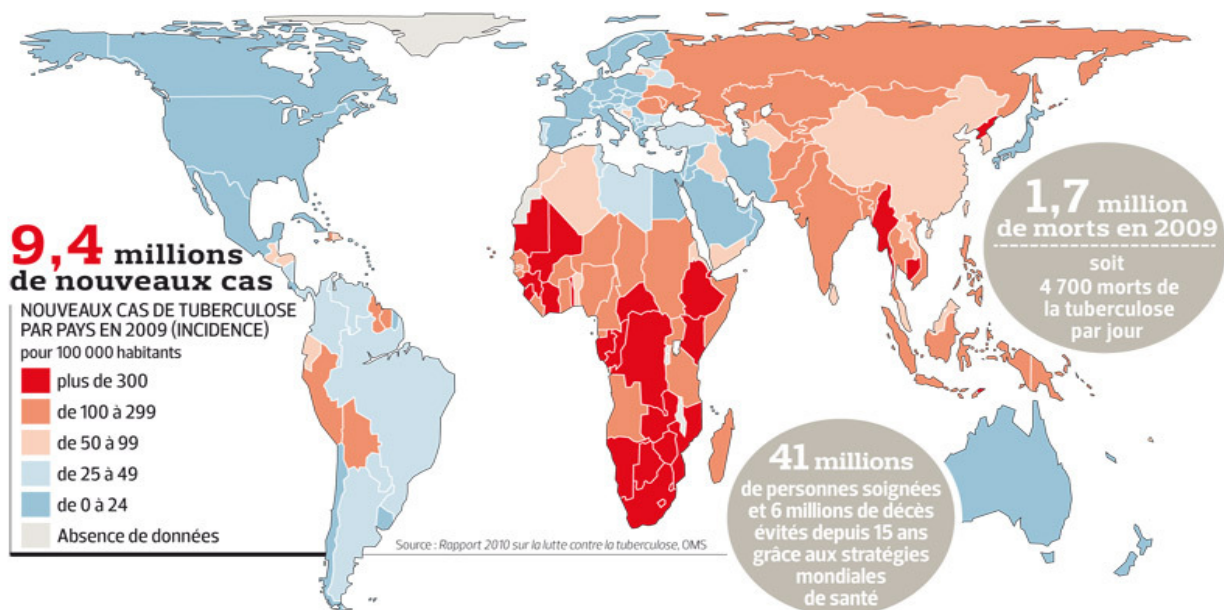 9,4 millions
de nouveaux cas
NOUVEAUX CAS DE TUBERCULOSE
PAR PAYS EN 2009 (INCIDENCE)
pour 100 000 habitants
plus de 300
de 100 à 299
de 50 à 99
de 25 à 49
de 0 à 24
Absence de données
Source : Rapport 2010 sur la lutte contre la tuberculose, OMS
1,7 million
de morts en 2009
soit
4 700 morts de
la tuberculose
par jour
41 millions
de personnes soignées
et 6 millions de décès
évités depuis 15 ans
grâce aux stratégies
mondiales
de santé